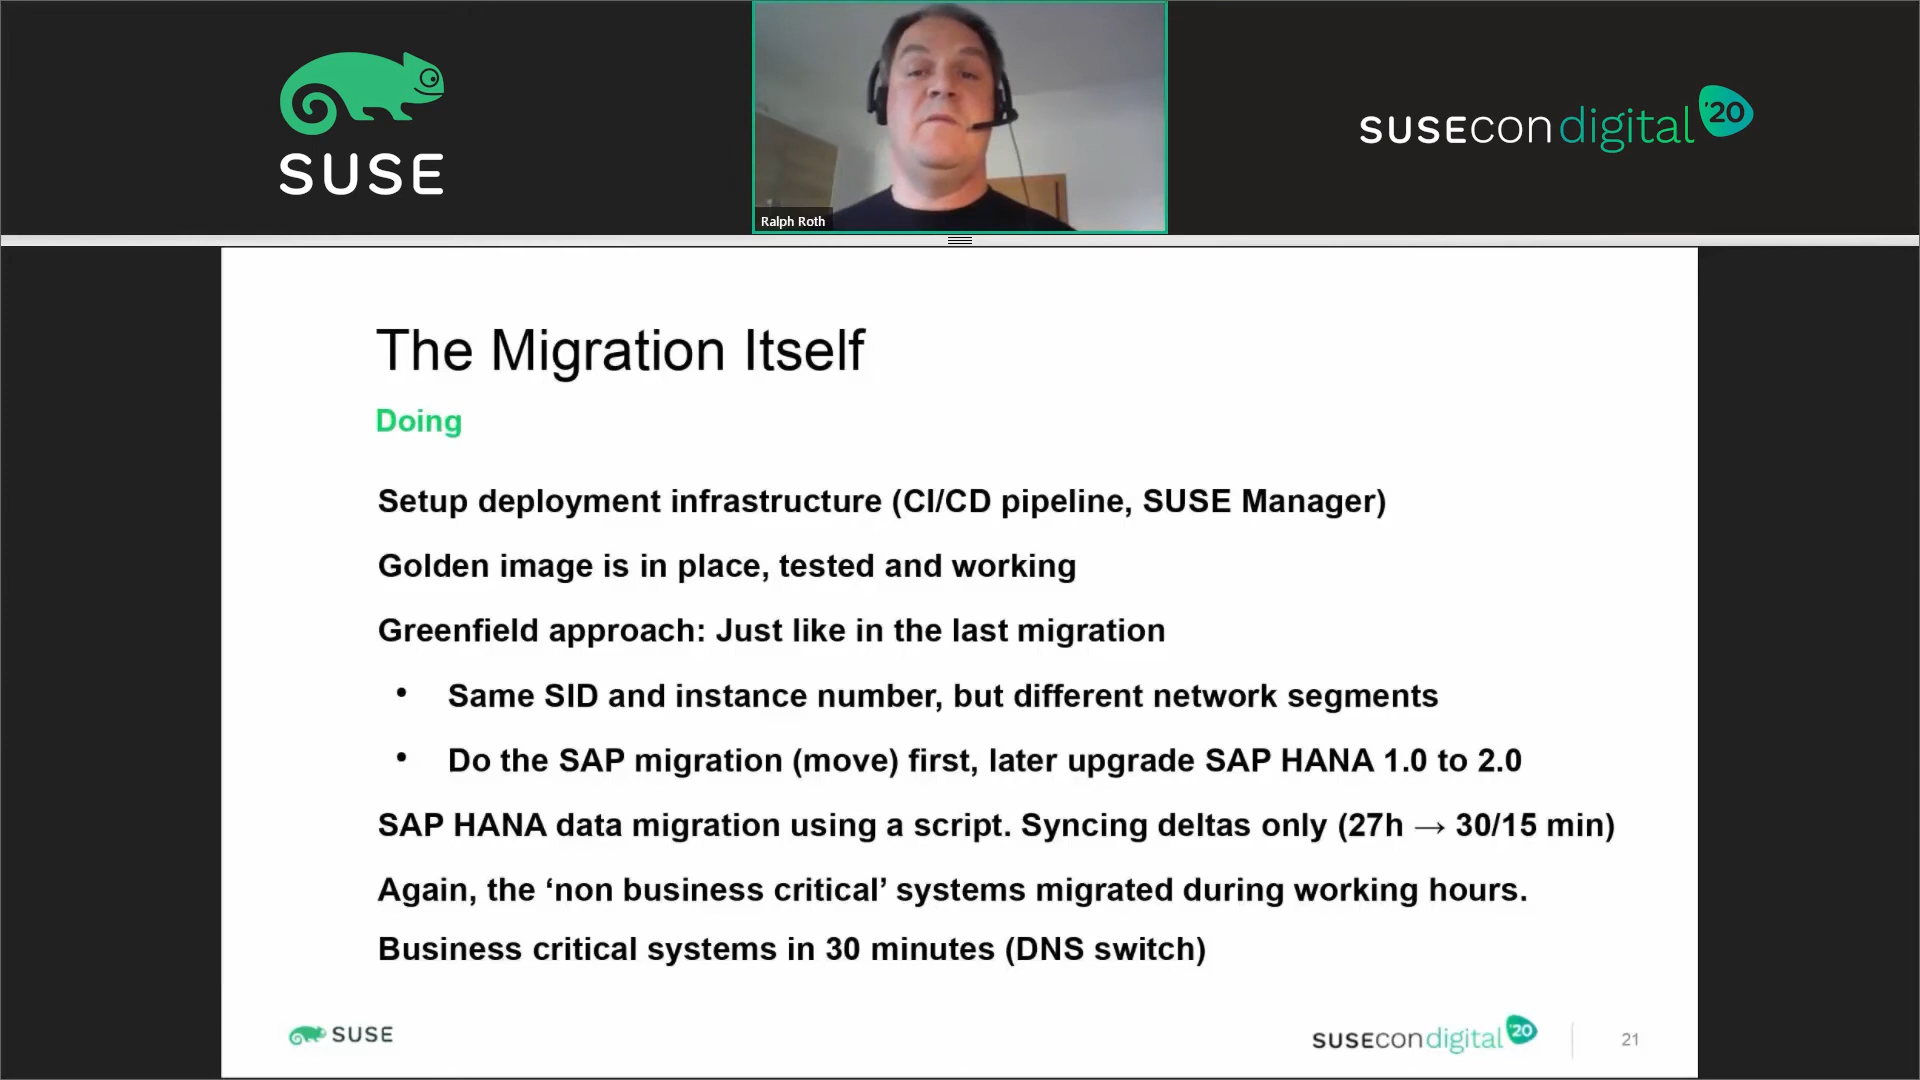 SUSE
Ralph Roth
SUSECON digital '20
The Migration Itself
Doing
Setup deployment infrastructure (CI/CD pipeline, SUSE Manager)
Golden image is in place, tested and working
Greenfield approach: Just like in the last migration
• Same SID and instance number, but different network segments
• Do the SAP migration (move) first, later upgrade SAP HANA 1.0 to 2.0
SAP HANA data migration using a script. Syncing deltas only (27h → 30/15 min)
Again, the ‘non business critical’ systems migrated during working hours.
Business critical systems in 30 minutes (DNS switch)
SUSE
SUSECON digital '20
21